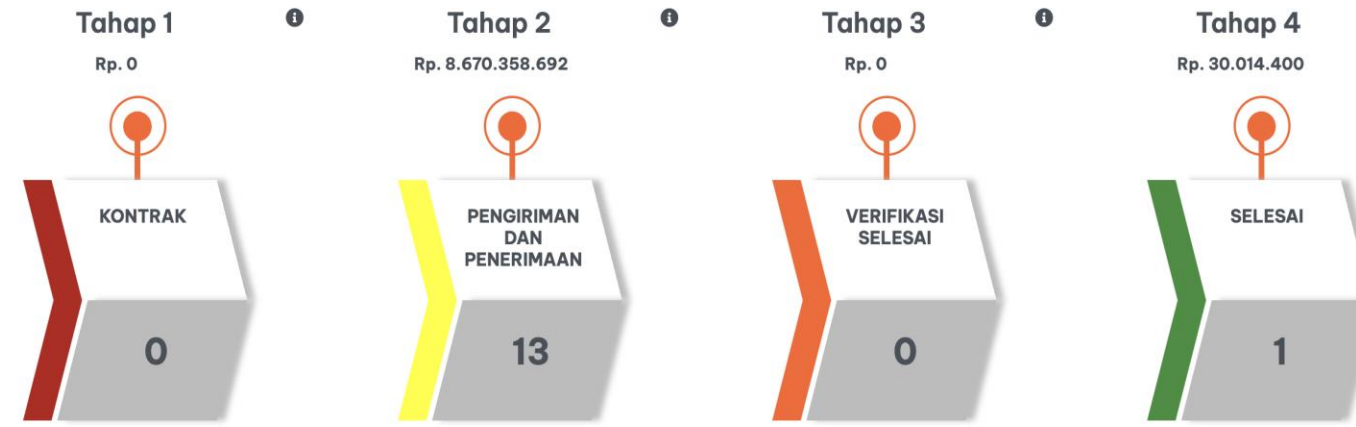 Tahap 1
Rp. 0
KONTRAK
0
Tahap 2
Rp. 8.670.358.692
PENGIRIMAN
DAN
PENERIMAAN
13
Tahap 3
Rp. 0
VERIFIKASI
SELESAI
0
Tahap 4
Rp. 30.014.400
SELESAI
1